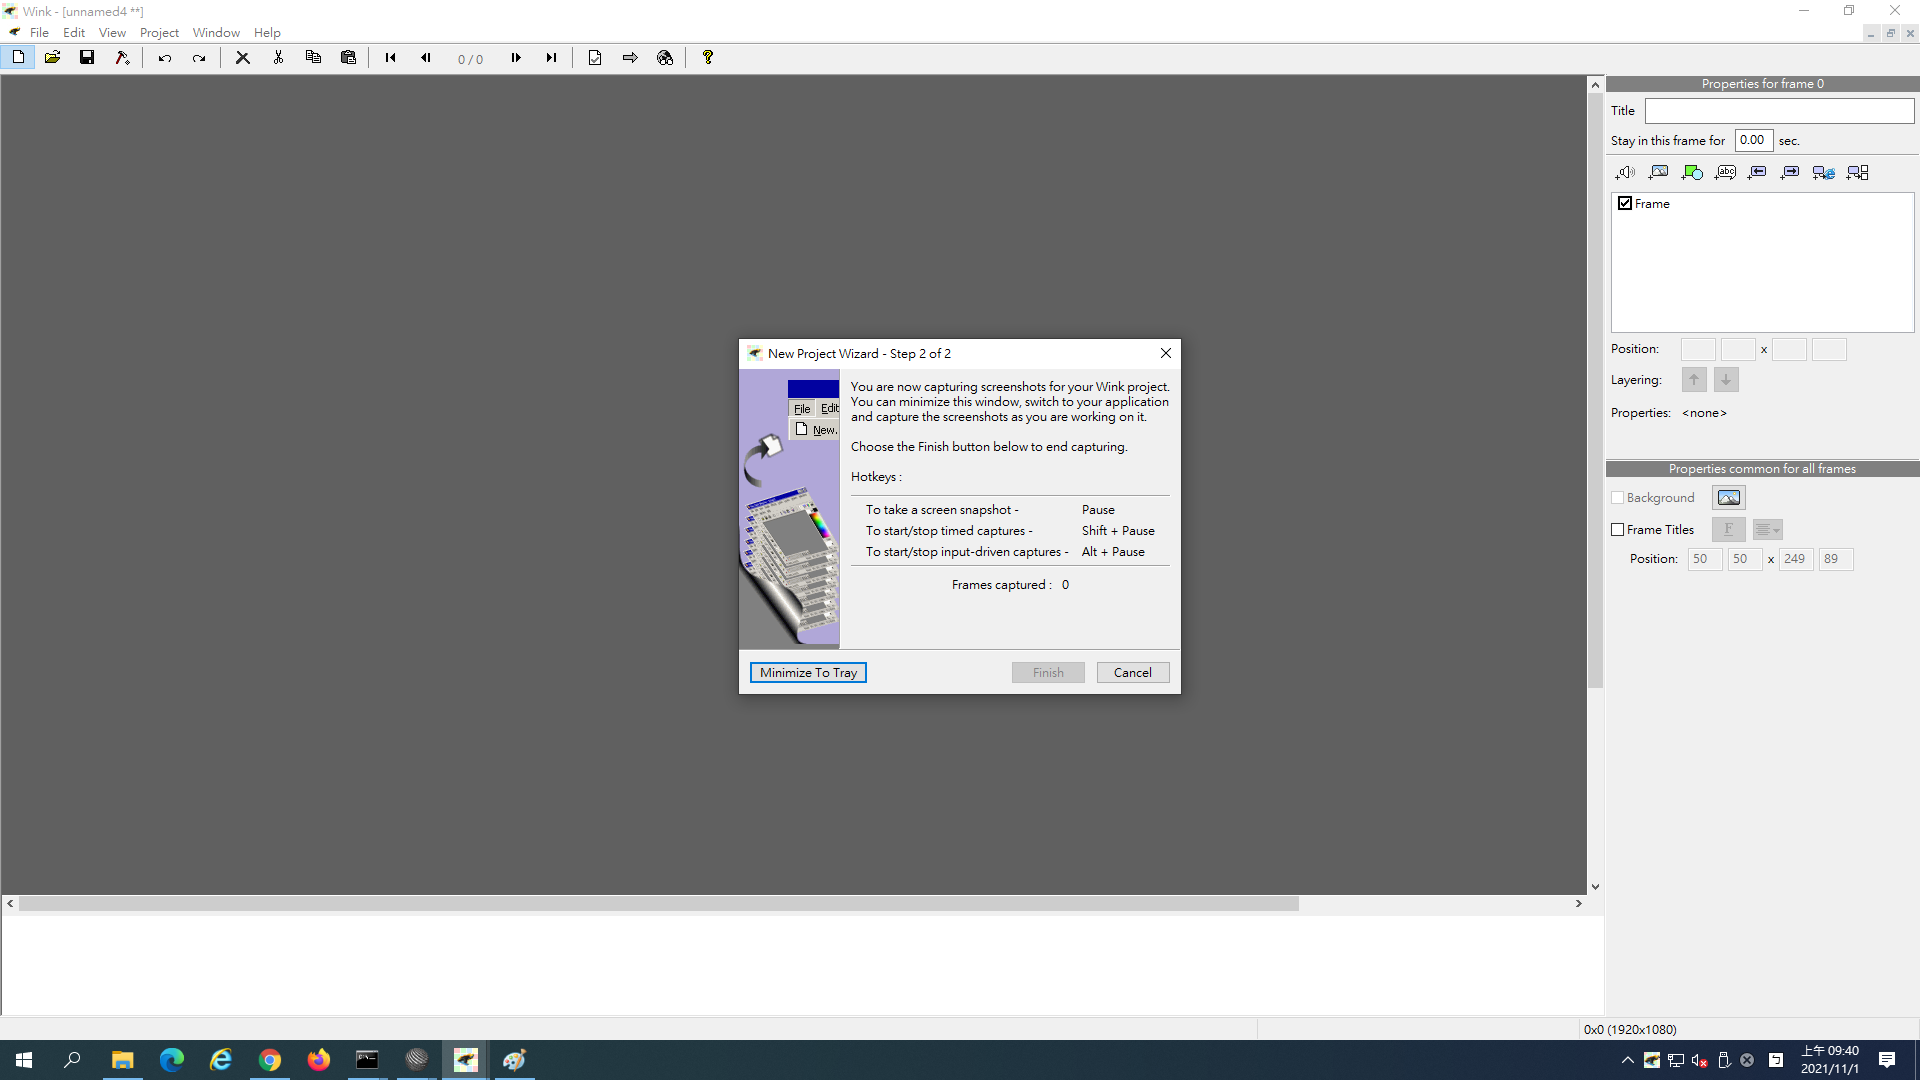 Wink - [unnamed4 **]
File Edit View Project Window Help
0 / 0
Properties for frame 0
Title
Stay in this frame for 0.00 sec.
abc
Frame
Position: x
Layering:
Properties: <none>
Properties common for all frames
Background
Frame Titles F
Position: 50 50 x 249 89
New Project Wizard - Step 2 of 2
File Edit
New.
You are now capturing screenshots for your Wink project.
You can minimize this window, switch to your application
and capture the screenshots as you are working on it.
Choose the Finish button below to end capturing.
Hotkeys :
To take a screen snapshot - Pause
To start/stop timed captures - Shift + Pause
To start/stop input-driven captures - Alt + Pause
Frames captured : 0
Minimize To Tray Finish Cancel
0x0 (1920x1080)
上午 09:40
2021/11/1